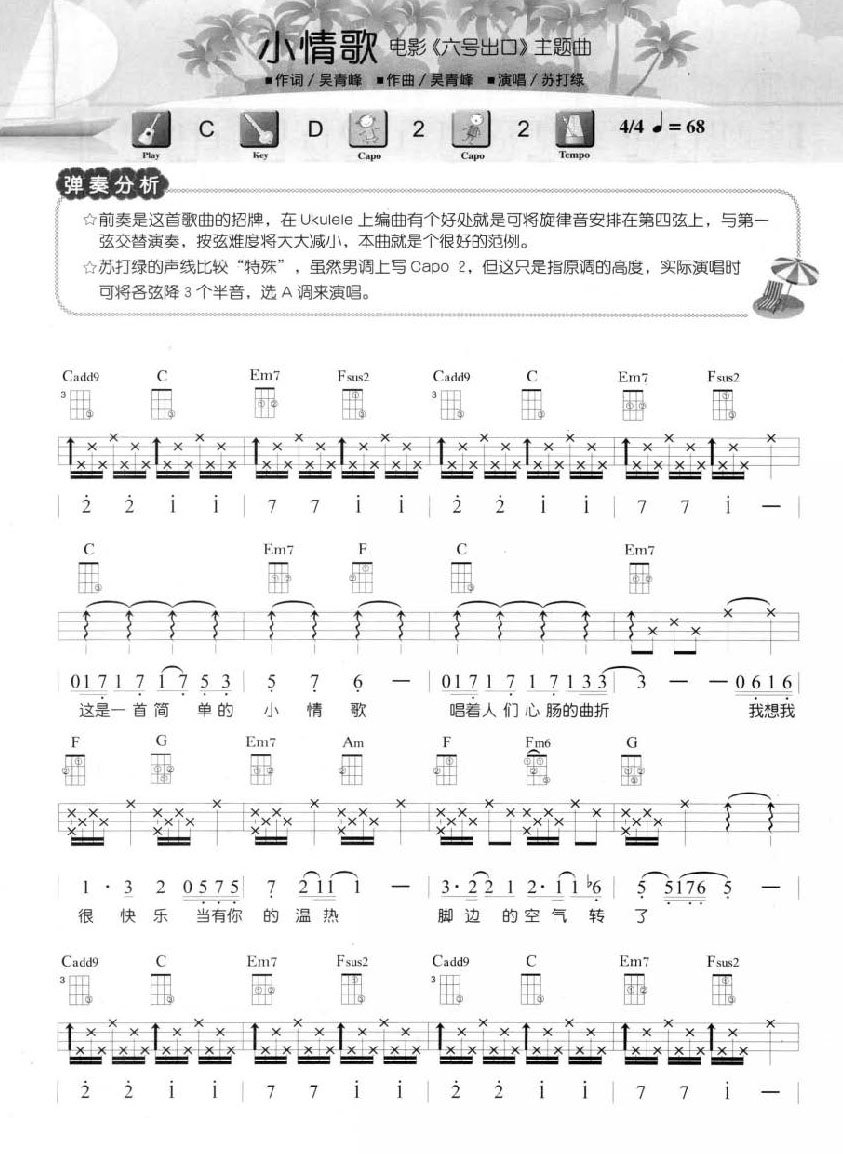 小情歌 电影《六号出口》主题曲
■作词/吴青峰 ■作曲/吴青峰 ■演唱/苏打绿
C D 2 2 4/4 ♩= 68
Play Key Capo Capo Tempo
弹奏分析
☆前奏是这首歌曲的招牌，在 Ukulele 上编曲有个好处就是可将旋律音安排在第四弦上，与第一
弦交替演奏，按弦难度将大大减小，本曲就是个很好的范例。
☆苏打绿的声线比较“特殊”，虽然男调上写 Capo 2，但这只是指原调的高度，实际演唱时
可将各弦降 3 个半音，选 A 调来演唱。
Cadd9 C Em7 Fsus2 Cadd9 C Em7 Fsus2
3 3
| 2 2 1 1 | 7 7 1 1 | 2 2 1 1 | 7 7 1 — |
C Em7 F C Em7
| 0171 7 1 7 5 3 | 5 7 6 — | 0171 7 1 7133 | 3 — — 0616 |
这是一首简 单的 小 情 歌 唱着人们心肠的曲折 我想我
F G Em7 Am F Fm6 G
| 1 · 3 2 0575 | 7 211 1 — | 3·22 1 2·11♭6 | 5 5176 5 — |
很 快 乐 当有你 的 温 热 脚 边 的 空 气 转 了
Cadd9 C Em7 Fsus2 Cadd9 C Em7 Fsus2
3 3
| 2 2 1 1 | 7 7 1 1 | 2 2 1 1 | 7 7 1 — |